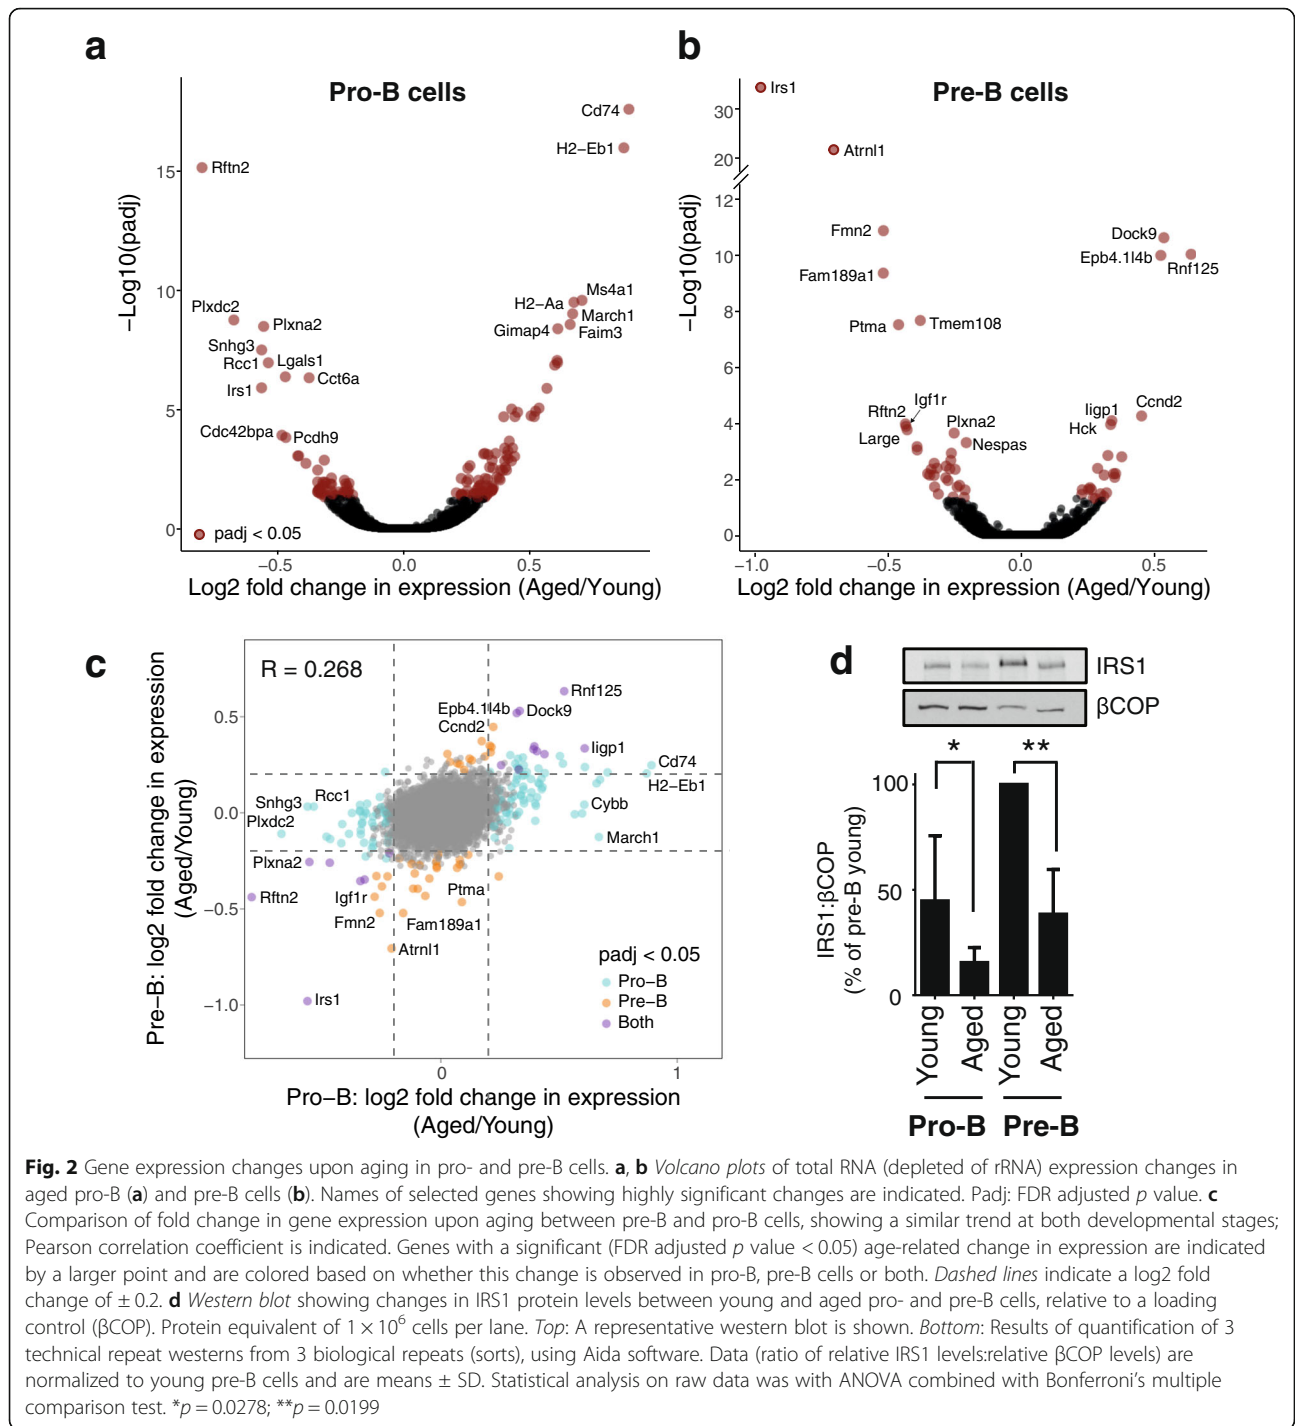 a
Pro-B cells
Cd74
H2−Eb1
Rftn2
15
−Log10(padj)
10
Ms4a1
H2−Aa
March1
Gimap4
Faim3
Plxdc2
Plxna2
Snhg3
Rcc1
Lgals1
Irs1
Cct6a
5
Cdc42bpa
Pcdh9
0
padj < 0.05
−0.5
0.0
0.5
Log2 fold change in expression (Aged/Young)
b
Pre-B cells
Irs1
30
Atrnl1
20
12
−Log10(padj)
Fmn2
Dock9
10
Epb4.1l4b
Rnf125
Fam189a1
8
Ptma
Tmem108
6
Igf1r
Rftn2
Iigp1
Ccnd2
4
Plxna2
Hck
Large
Nespas
2
0
−1.0
−0.5
0.0
0.5
Log2 fold change in expression (Aged/Young)
c
R = 0.268
Pre−B: log2 fold change in expression
(Aged/Young)
Rnf125
0.5
Epb4.1l4b
Dock9
Ccnd2
Iigp1
Cd74
H2−Eb1
Snhg3
Rcc1
0.0
Cybb
Plxdc2
March1
Plxna2
Rftn2
Igf1r
Ptma
−0.5
Fmn2
Fam189a1
Atrnl1
padj < 0.05
Pro−B
Pre−B
Both
−1.0
Irs1
0
1
Pro−B: log2 fold change in expression
(Aged/Young)
d
IRS1
βCOP
*
**
100
50
0
IRS1:βCOP
(% of pre-B young)
Young
Aged
Young
Aged
Pro-B
Pre-B
Fig. 2 Gene expression changes upon aging in pro- and pre-B cells. a, b Volcano plots of total RNA (depleted of rRNA) expression changes in
aged pro-B (a) and pre-B cells (b). Names of selected genes showing highly significant changes are indicated. Padj: FDR adjusted p value. c
Comparison of fold change in gene expression upon aging between pre-B and pro-B cells, showing a similar trend at both developmental stages;
Pearson correlation coefficient is indicated. Genes with a significant (FDR adjusted p value < 0.05) age-related change in expression are indicated
by a larger point and are colored based on whether this change is observed in pro-B, pre-B cells or both. Dashed lines indicate a log2 fold
change of ± 0.2. d Western blot showing changes in IRS1 protein levels between young and aged pro- and pre-B cells, relative to a loading
control (βCOP). Protein equivalent of 1 × 10⁶ cells per lane. Top: A representative western blot is shown. Bottom: Results of quantification of 3
technical repeat westerns from 3 biological repeats (sorts), using Aida software. Data (ratio of relative IRS1 levels:relative βCOP levels) are
normalized to young pre-B cells and are means ± SD. Statistical analysis on raw data was with ANOVA combined with Bonferroni’s multiple
comparison test. *p = 0.0278; **p = 0.0199